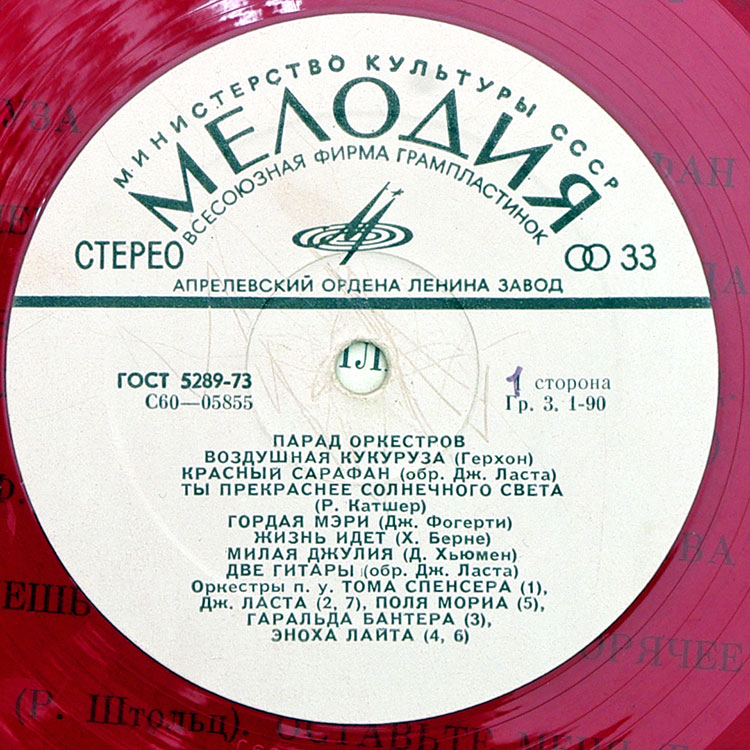 МИНИСТЕРСТВО КУЛЬТУРЫ СССР
МЕЛОДИЯ
ВСЕСОЮЗНАЯ ФИРМА ГРАМПЛАСТИНОК
СТЕРЕО
33
АПРЕЛЕВСКИЙ ОРДЕНА ЛЕНИНА ЗАВОД
ГОСТ 5289-73
С60—05855
1 сторона
Гр. 3. 1-90
ПАРАД ОРКЕСТРОВ
ВОЗДУШНАЯ КУКУРУЗА (Герхон)
КРАСНЫЙ САРАФАН (обр. Дж. Ласта)
ТЫ ПРЕКРАСНЕЕ СОЛНЕЧНОГО СВЕТА
(Р. Катшер)
ГОРДАЯ МЭРИ (Дж. Фогерти)
ЖИЗНЬ ИДЕТ (Х. Берне)
МИЛАЯ ДЖУЛИЯ (Д. Хьюмен)
ДВЕ ГИТАРЫ (обр. Дж. Ласта)
Оркестры п. у. ТОМА СПЕНСЕРА (1),
Дж. ЛАСТА (2, 7), ПОЛЯ МОРИА (5),
ГАРАЛЬДА БАНТЕРА (3),
ЭНОХА ЛАЙТА (4, 6)
(Р. Штольц). ОСТАВЬТЕ